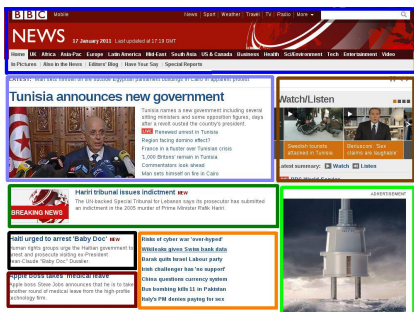 BBC Mobile News Sport Weather Travel TV Radio More
NEWS 17 January 2011 Last updated at 17:19 GMT
Home UK Africa Asia-Pac Europe Latin America Mid-East South Asia US & Canada Business Health Sci/Environment Tech Entertainment Video
In Pictures Also in the News Editors' Blog Have Your Say Special Reports
Tunisia announces new government
Tunisia names a new government including several
sitting ministers and some opposition figures, days
after a revolt ousted the country's president.
LIVE Renewed unrest in Tunisia
Region facing domino effect?
France in a fluster over Tunisian crisis
'1,000 Britons' remain in Tunisia
Commentators look ahead
Man sets himself on fire in Cairo
Watch/Listen
Swedish tourists
attacked in Tunisia
Berlusconi: 'Sex
claims are laughable'
Latest summary: Watch Listen
BREAKING NEWS
Hariri tribunal issues indictment NEW
The UN-backed Special Tribunal for Lebanon says its prosecutor has submitted
an indictment in the 2005 murder of Prime Minister Rafik Hariri.
ADVERTISEMENT
Haiti urged to arrest 'Baby Doc' NEW
Human rights groups urge the Haitian government to
arrest and prosecute visiting ex-President
Jean-Claude "Baby Doc" Duvalier.
Apple boss takes 'medical leave'
Apple boss Steve Jobs announces that he is to take
another round of medical leave from the high-profile
technology firm.
Risks of cyber war 'over-hyped'
Wikileaks given Swiss bank data
Barak quits Israel Labour party
Irish challenger has 'no support'
China questions currency system
Bus bombing kills 11 in Pakistan
Italy's PM denies paying for sex